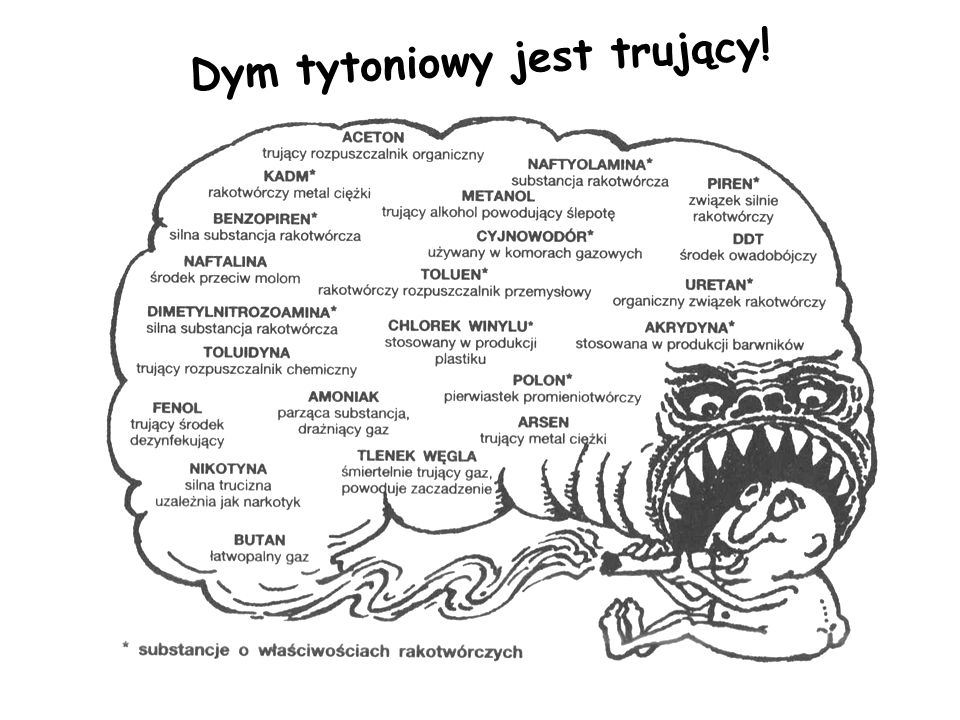 Dym tytoniowy jest trujący!
ACETON
trujący rozpuszczalnik organiczny
NAFTYOLAMINA*
substancja rakotwórcza
KADM*
rakotwórczy metal ciężki
PIREN*
związek silnie
rakotwórczy
METANOL
trujący alkohol powodujący ślepotę
BENZOPIREN*
silna substancja rakotwórcza
CYJNOWODÓR*
używany w komorach gazowych
DDT
środek owadobójczy
NAFTALINA
środek przeciw molom
TOLUEN*
rakotwórczy rozpuszczalnik przemysłowy
URETAN*
organiczny związek rakotwórczy
DIMETYLNITROZOAMINA*
silna substancja rakotwórcza
CHLOREK WINYLU*
stosowany w produkcji
plastiku
AKRYDYNA*
stosowana w produkcji barwników
TOLUIDYNA
trujący rozpuszczalnik chemiczny
POLON*
pierwiastek promieniotwórczy
AMONIAK
parząca substancja,
drażniący gaz
FENOL
trujący środek
dezynfekujący
ARSEN
trujący metal ciężki
TLENEK WĘGLA
śmiertelnie trujący gaz,
powoduje zaczadzenie
NIKOTYNA
silna trucizna
uzależnia jak narkotyk
BUTAN
łatwopalny gaz
* substancje o właściwościach rakotwórczych